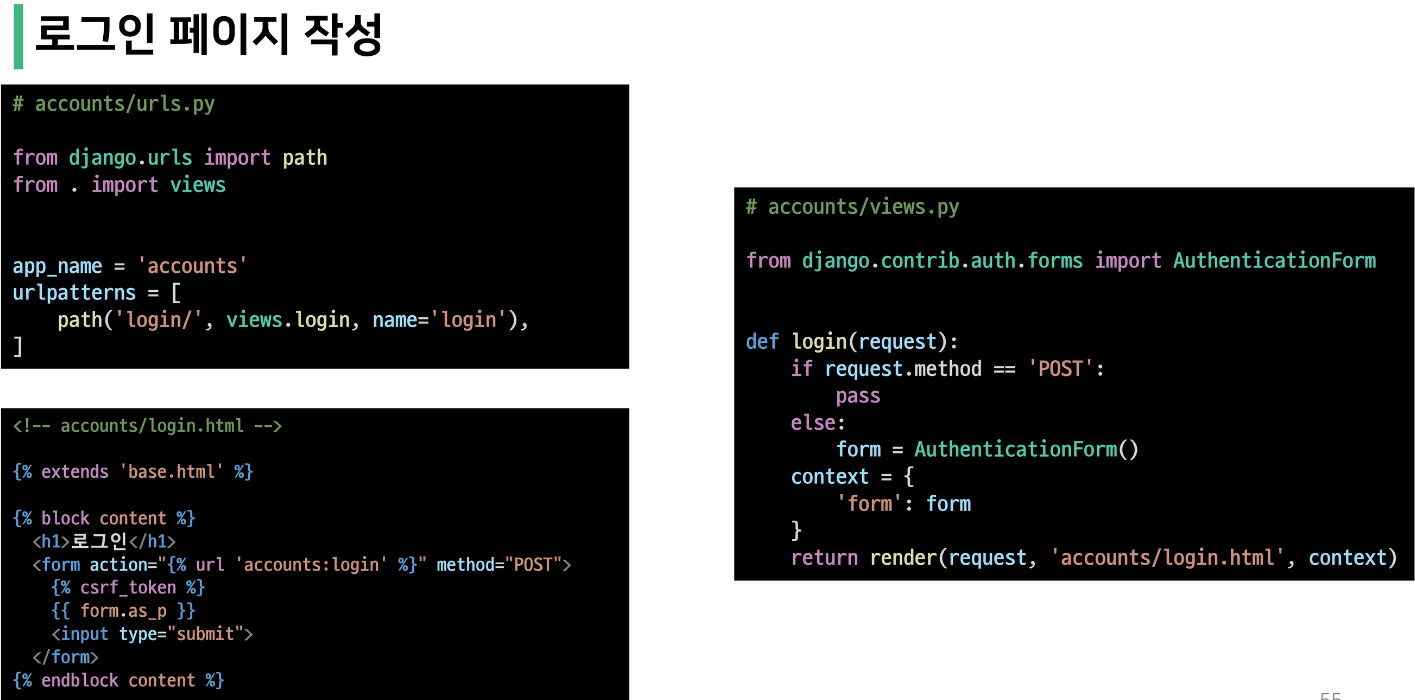 로그인 페이지 작성
# accounts/urls.py
from django.urls import path
from . import views
app_name = 'accounts'
urlpatterns = [
    path('login/', views.login, name='login'),
]
<!-- accounts/login.html -->
{% extends 'base.html' %}
{% block content %}
  <h1>로그인</h1>
  <form action="{% url 'accounts:login' %}" method="POST">
    {% csrf_token %}
    {{ form.as_p }}
    <input type="submit">
  </form>
{% endblock content %}
# accounts/views.py
from django.contrib.auth.forms import AuthenticationForm
def login(request):
    if request.method == 'POST':
        pass
    else:
        form = AuthenticationForm()
    context = {
        'form': form
    }
    return render(request, 'accounts/login.html', context)
55